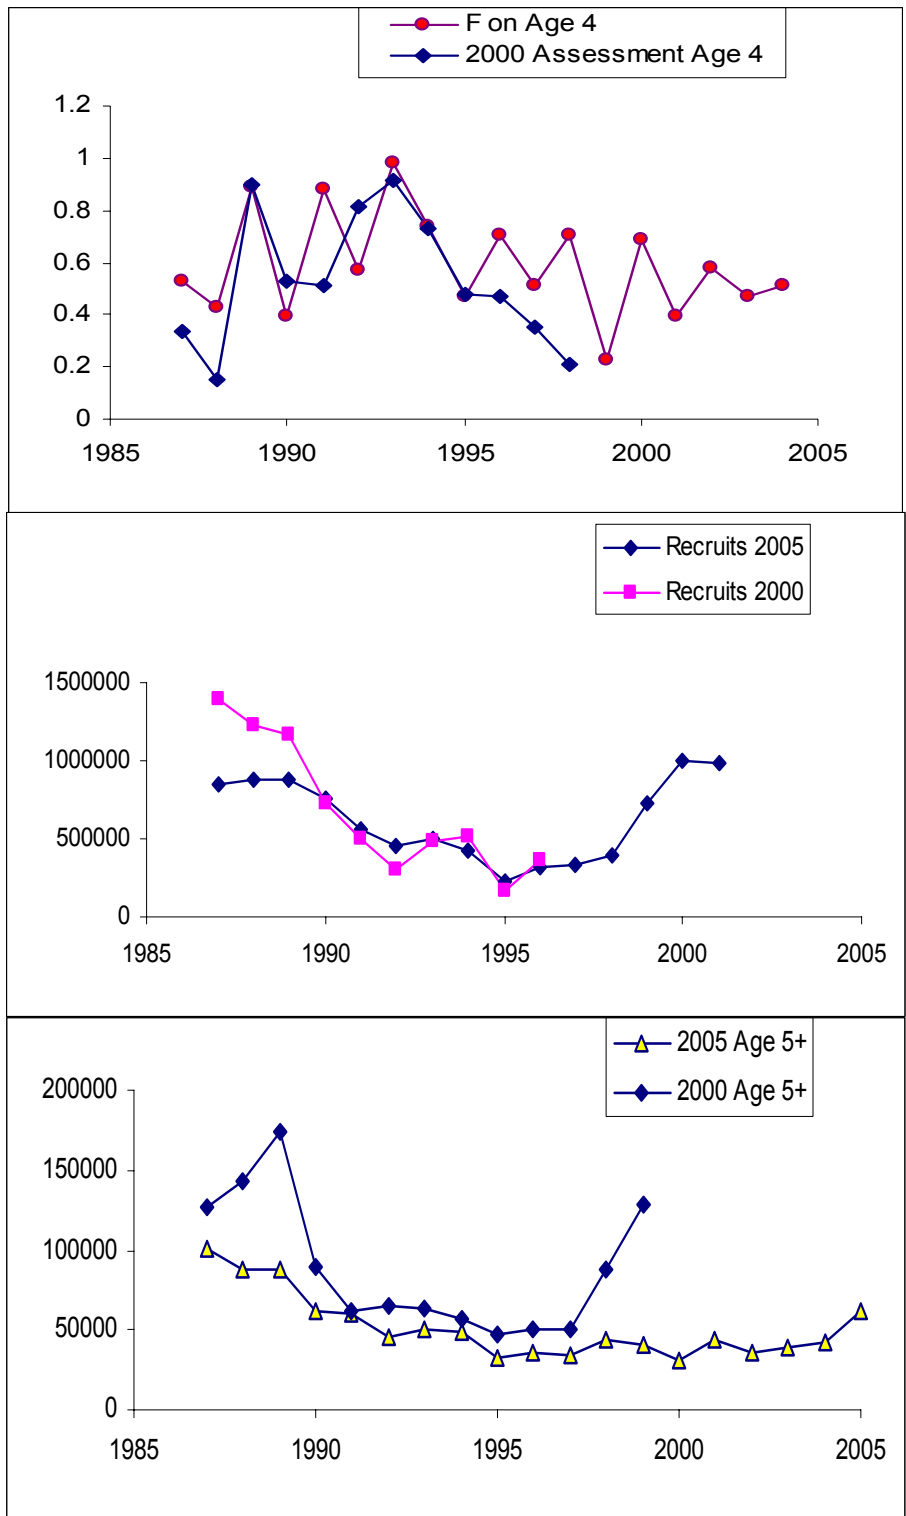 F on Age 4
2000 Assessment Age 4
1.2
1
0.8
0.6
0.4
0.2
0
1985 1990 1995 2000 2005
Recruits 2005
Recruits 2000
1500000
1000000
500000
0
1985 1990 1995 2000 2005
2005 Age 5+
2000 Age 5+
200000
150000
100000
50000
0
1985 1990 1995 2000 2005